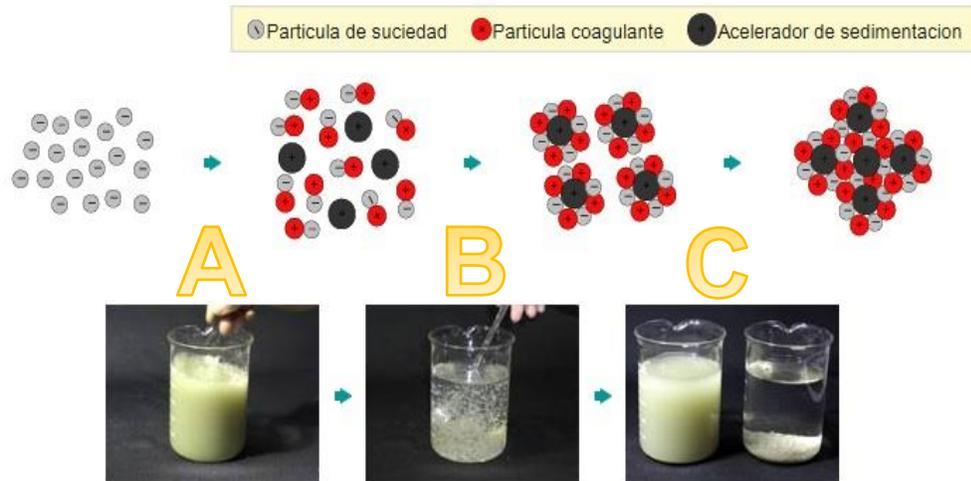 Particula de suciedad Particula coagulante Acelerador de sedimentacion
A B C